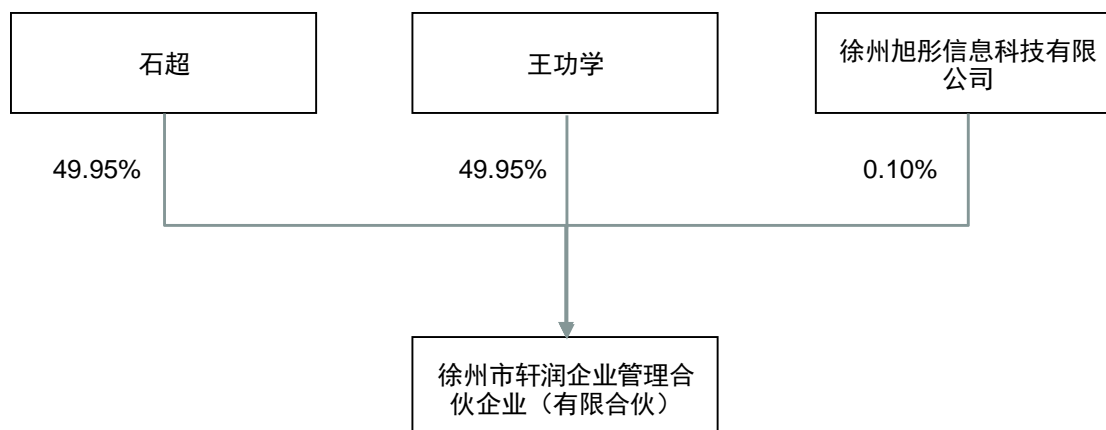 石超
王功学
徐州旭彤信息科技有限
公司
49.95%
49.95%
0.10%
徐州市轩润企业管理合
伙企业（有限合伙）